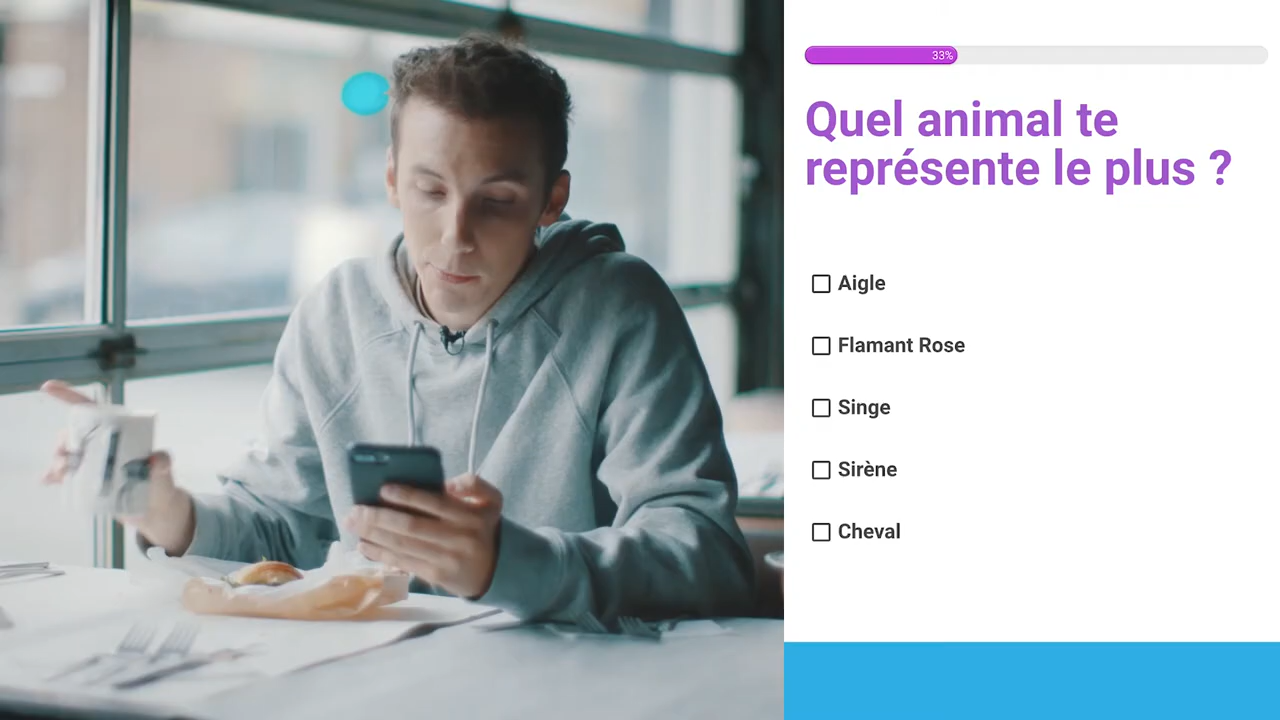 33%
Quel animal te
représente le plus ?
Aigle
Flamant Rose
Singe
Sirène
Cheval